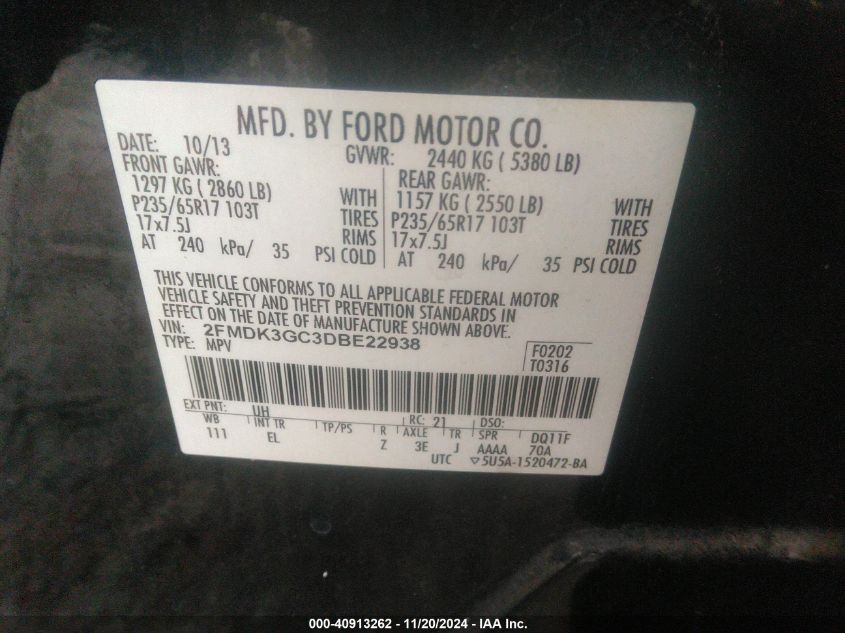 MFD. BY FORD MOTOR CO.
DATE: 10/13 GVWR: 2440 KG ( 5380 LB)
FRONT GAWR: REAR GAWR:
1297 KG ( 2860 LB) WITH 1157 KG ( 2550 LB) WITH
P235/65R17 103T TIRES P235/65R17 103T TIRES
17x7.5J RIMS 17x7.5J RIMS
AT 240 kPa/ 35 PSI COLD AT 240 kPa/ 35 PSI COLD
THIS VEHICLE CONFORMS TO ALL APPLICABLE FEDERAL MOTOR
VEHICLE SAFETY AND THEFT PREVENTION STANDARDS IN
EFFECT ON THE DATE OF MANUFACTURE SHOWN ABOVE.
VIN: 2FMDK3GC3DBE22938
TYPE: MPV F0202
T0316
EXT PNT: UH RC: 21 DSO:
WB INT TR TP/PS R AXLE TR SPR DQ11F
111 EL Z 3E J AAAA 70A
UTC ▽5U5A-1520472-BA
000-40913262 - 11/20/2024 - IAA Inc.